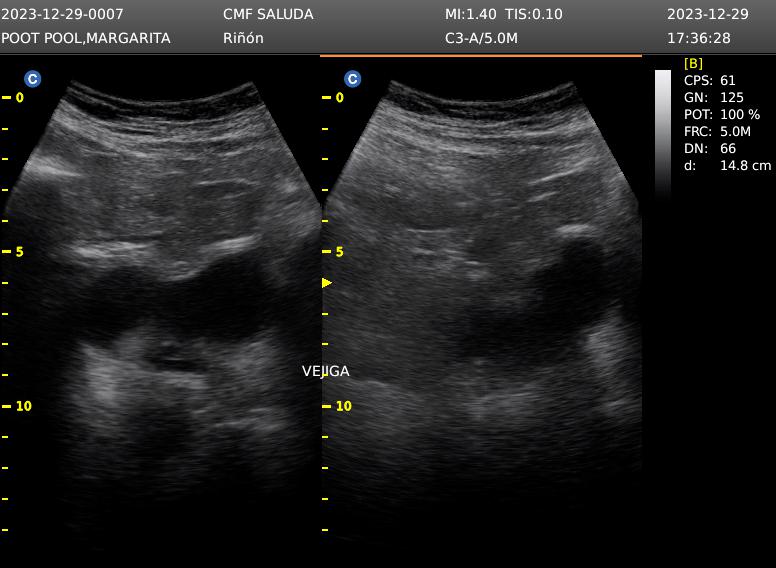 2023-12-29-0007 CMF SALUDA MI:1.40 TIS:0.10 2023-12-29
POOT POOL,MARGARITA Riñón C3-A/5.0M 17:36:28
C C
[B]
CPS: 61
GN: 125
POT: 100 %
FRC: 5.0M
DN: 66
d: 14.8 cm
0 0
5 5
VEJIGA
10 10